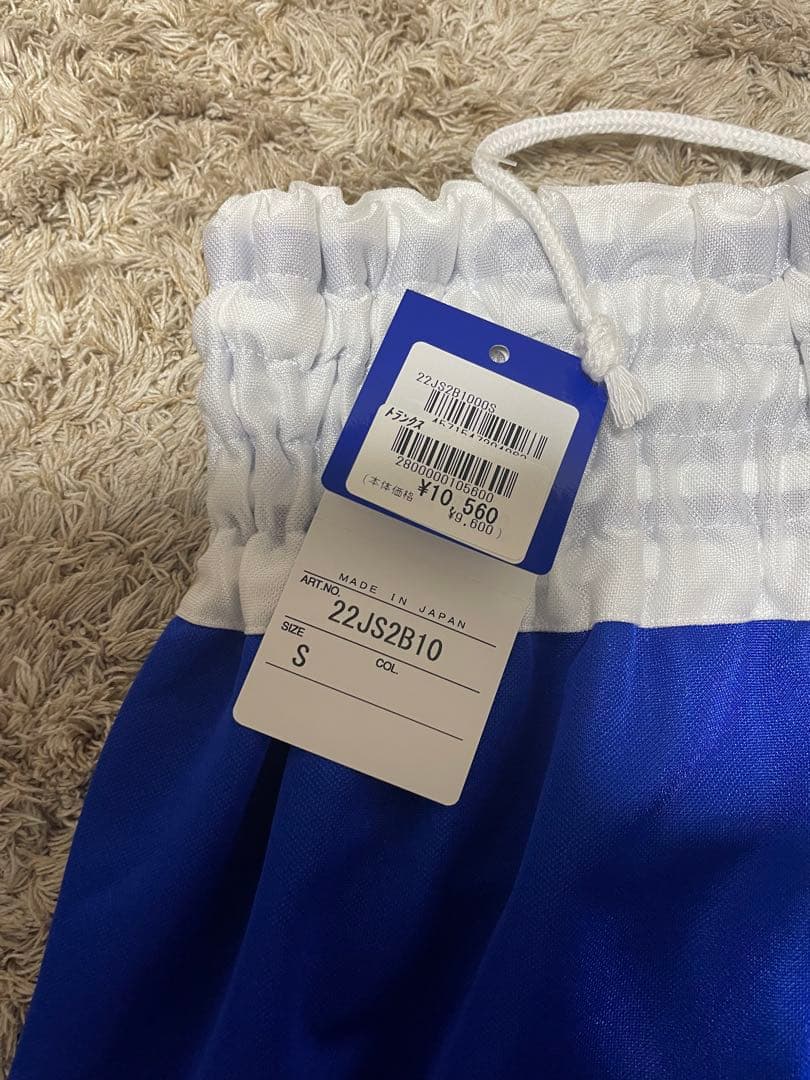 22JS2B1000S
トランクス
2800000105600
¥10,560
(本体価格 ¥9,600)
MADE IN JAPAN
ART.NO. 22JS2B10
SIZE
S
COL.